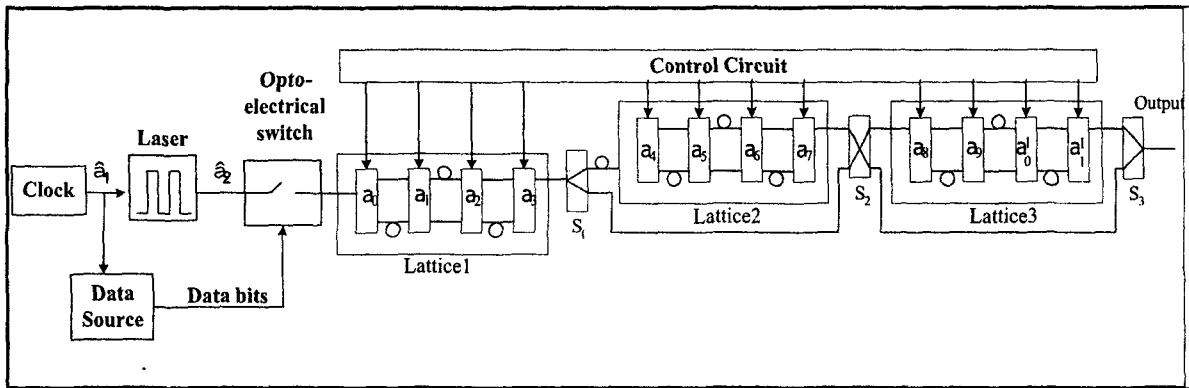 Control Circuit
Opto-
electrical
switch
Laser
Output
Clock
â1
â2
a0
a1
a2
a3
Lattice1
S1
a4
a5
a6
a7
Lattice2
S2
a8
a9
a10
a11
Lattice3
S3
Data
Source
Data bits